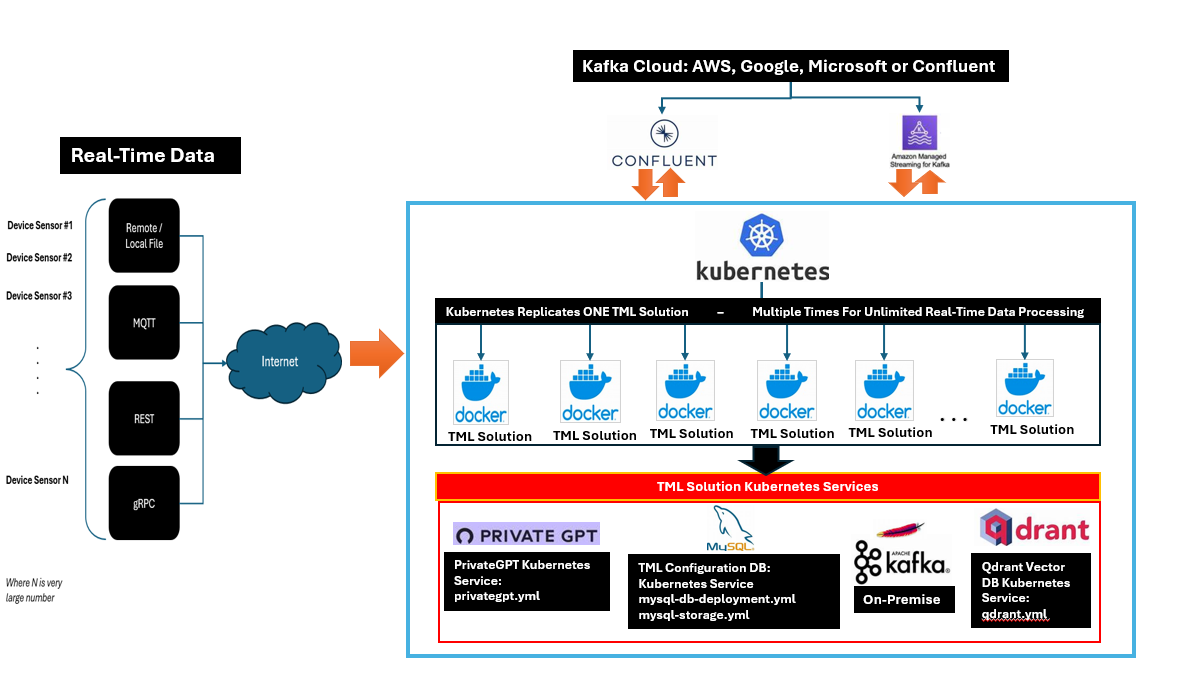 Kafka Cloud: AWS, Google, Microsoft or Confluent
CONFLUENT
Amazon Managed
Streaming for Kafka
Real-Time Data
Device Sensor #1
Device Sensor #2
Device Sensor #3
.
.
.
.
Device Sensor N
Where N is very
large number
Remote /
Local File
MQTT
REST
gRPC
Internet
kubernetes
Kubernetes Replicates ONE TML Solution – Multiple Times For Unlimited Real-Time Data Processing
docker
TML Solution
docker
TML Solution
docker
TML Solution
docker
TML Solution
docker
TML Solution
. . .
docker
TML Solution
TML Solution Kubernetes Services
PRIVATE GPT
PrivateGPT Kubernetes
Service:
privategpt.yml
MySQL
TML Configuration DB:
Kubernetes Service
mysql-db-deployment.yml
mysql-storage.yml
APACHE
kafka®
On-Premise
qdrant
Qdrant Vector
DB Kubernetes
Service:
qdrant.yml